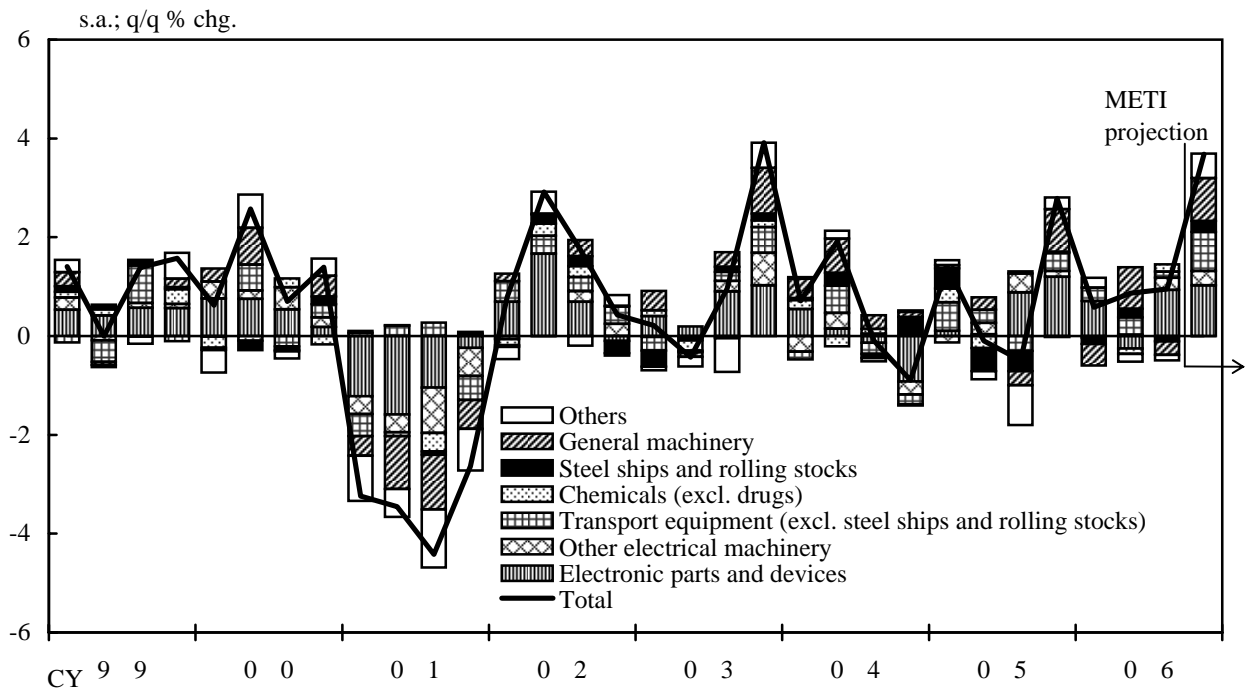 s.a.; q/q % chg.
6
4
2
0
-2
-4
-6
METI
projection
Others
General machinery
Steel ships and rolling stocks
Chemicals (excl. drugs)
Transport equipment (excl. steel ships and rolling stocks)
Other electrical machinery
Electronic parts and devices
Total
CY 9 9 0 0 0 1 0 2 0 3 0 4 0 5 0 6